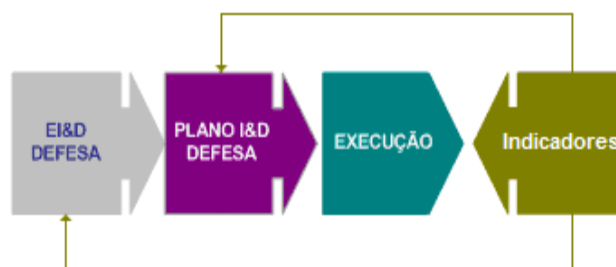 EI&D
DEFESA
PLANO I&D
DEFESA
EXECUÇÃO
Indicadores